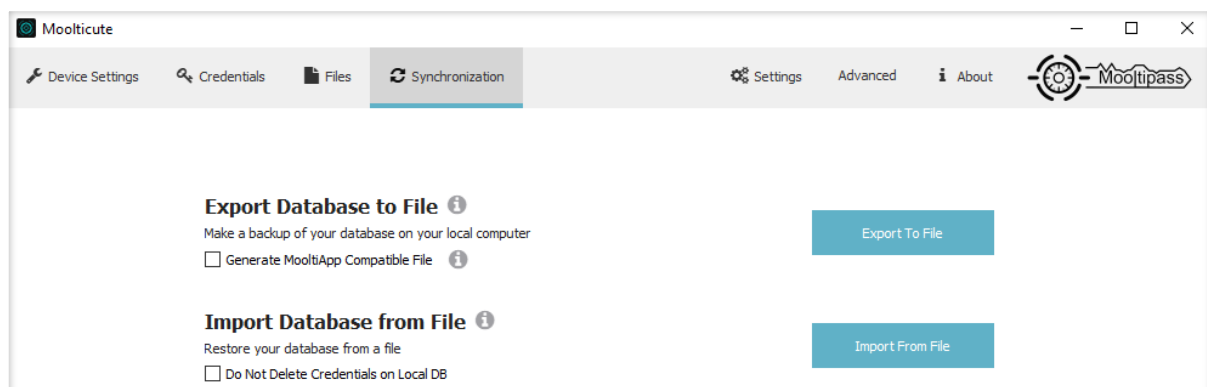 Moolticute
Device Settings Credentials Files Synchronization Settings Advanced i About Mooltipass
Export Database to File i
Make a backup of your database on your local computer
Export To File
Generate MooltiApp Compatible File i
Import Database from File i
Restore your database from a file
Import From File
Do Not Delete Credentials on Local DB